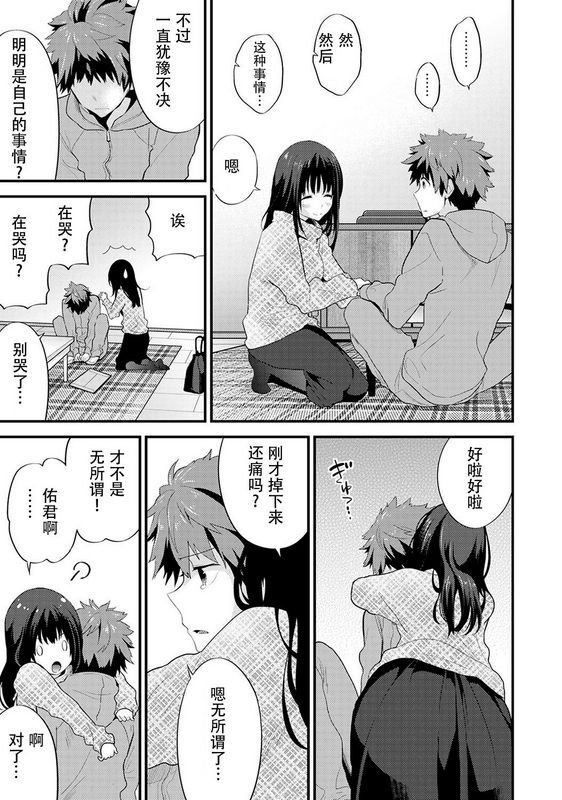 ……
……
然
然后
这种事情…
嗯
不过
一直犹豫不决
明明是自己的事情?
诶
在哭?
在哭吗?
别哭了…
好啦好啦
ぎゅっ…
刚才掉下来
还痛吗?
嗯无所谓了…
才不是
无所谓!
佑君啊
……
啊
对了…